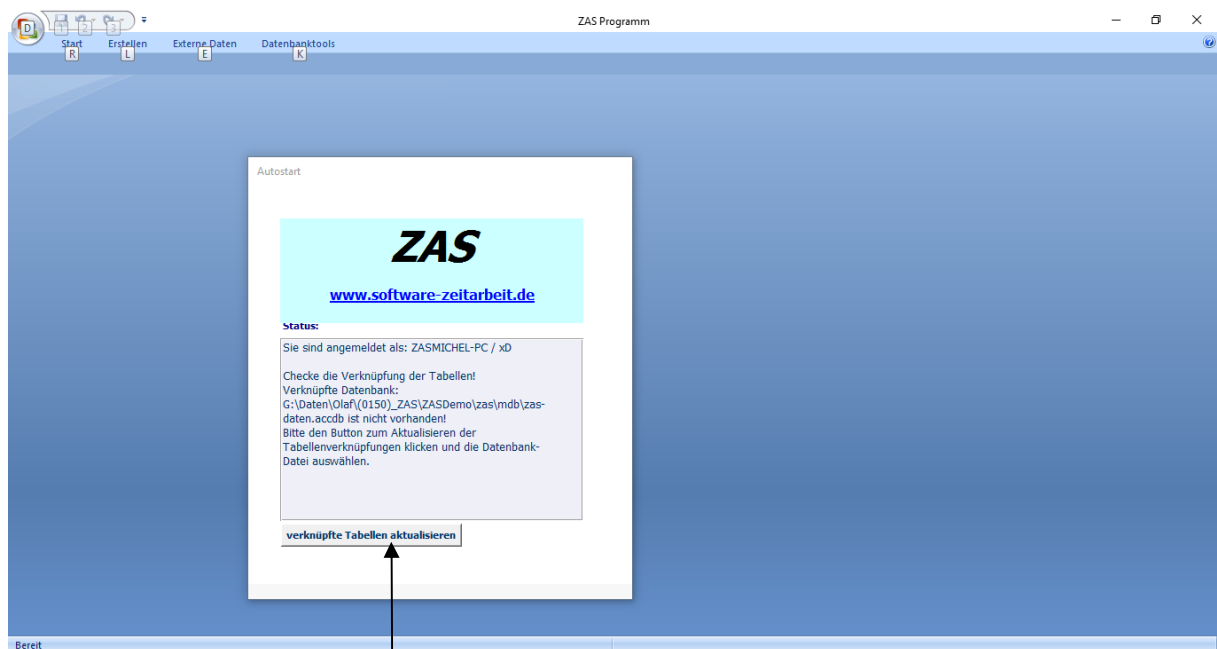 D
1 2 3
ZAS Programm
Start Erstellen Externe Daten Datenbanktools
R L E K
Autostart
ZAS
www.software-zeitarbeit.de
Status:
Sie sind angemeldet als: ZASMICHEL-PC / xD
Checke die Verknüpfung der Tabellen!
Verknüpfte Datenbank:
G:\Daten\Olaf\(0150)_ZAS\ZASDemo\zas\mdb\zas-
daten.accdb ist nicht vorhanden!
Bitte den Button zum Aktualisieren der
Tabellenverknüpfungen klicken und die Datenbank-
Datei auswählen.
verknüpfte Tabellen aktualisieren
Bereit